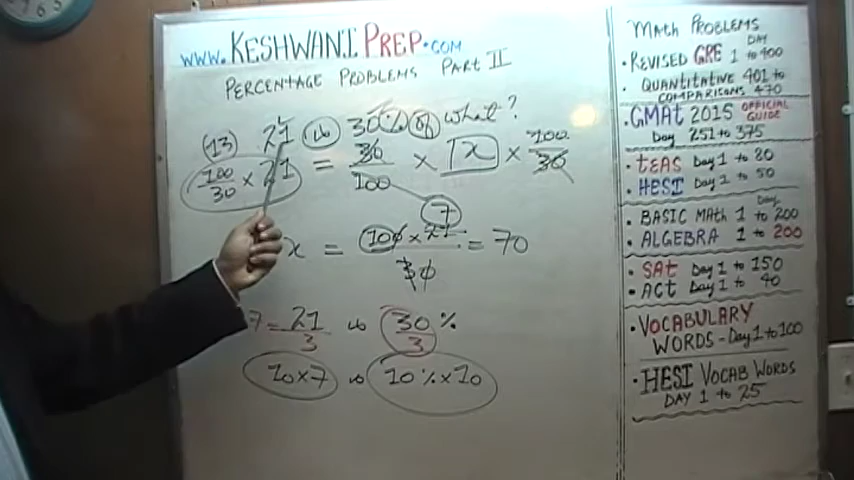 www.KESHWANI PREP.COM
PERCENTAGE PROBLEMS PART II
(13) 21 is 30% of what?
100/30 × 21 = 30/100 × x × 100/30
7
x = 100 × 21 / 30 = 70
7 = 21/3 is 30/3 %
10×7 is 10%×10
MATH PROBLEMS
DAY
• REVISED GRE 1 to 400
• QUANTITATIVE 401 to
COMPARISONS 470
• GMAT 2015 OFFICIAL GUIDE
Day 251 to 375
• TEAS Day 1 to 20
• HESI Day 1 to 50
Day
• BASIC MATH 1 to 200
• ALGEBRA 1 to 200
• SAT Day 1 to 150
• ACT Day 1 to 40
• VOCABULARY
WORDS - Day 1 to 100
• HESI VOCAB WORDS
DAY 1 to 25